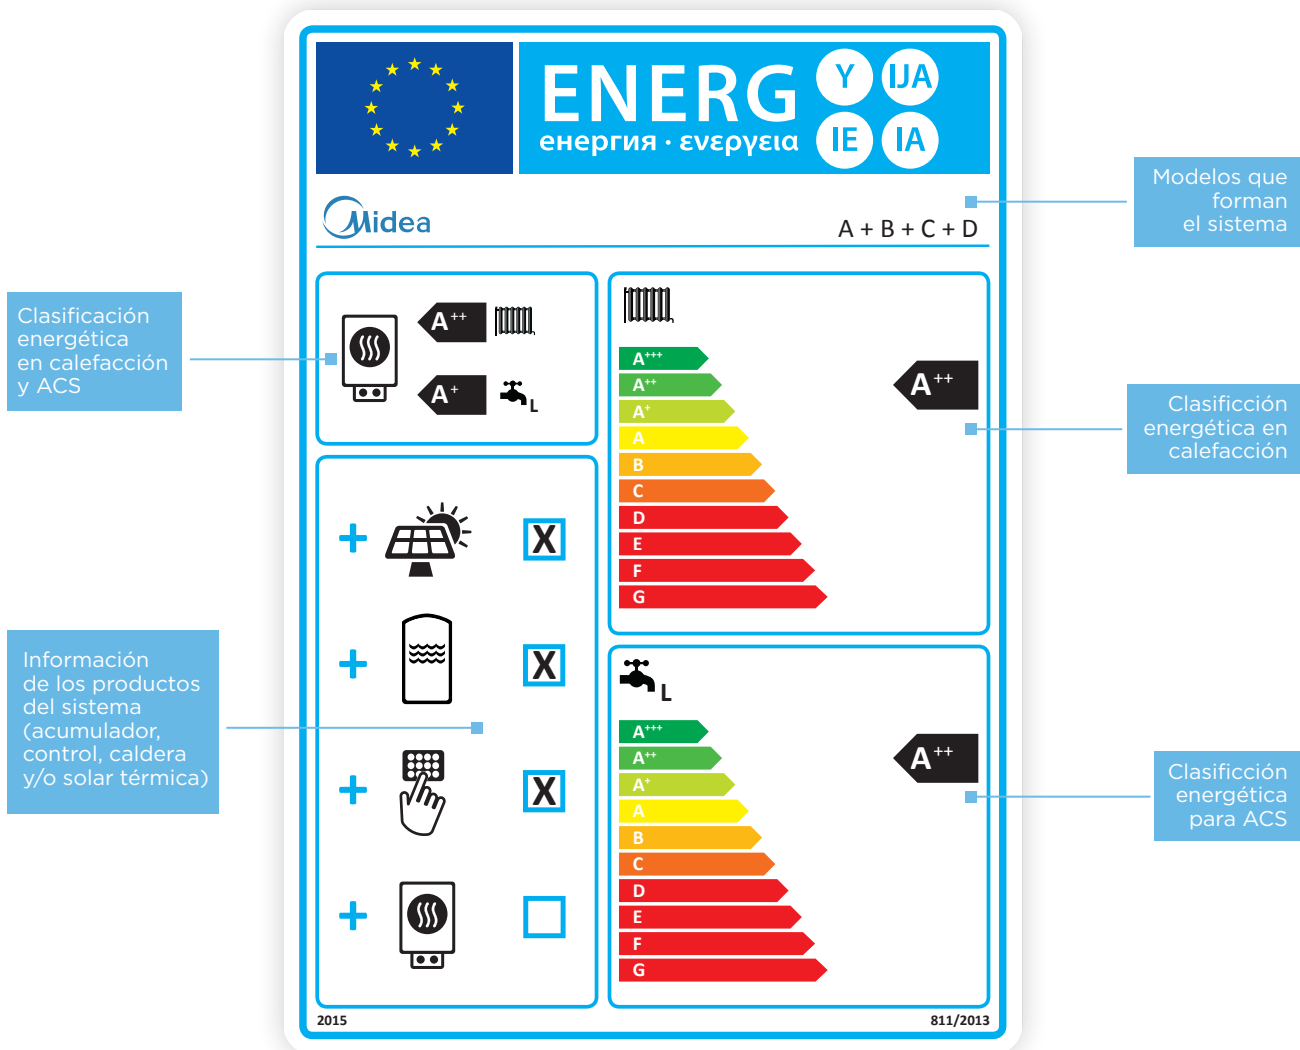 ENERG
Y
IJA
IE
IA
енергия · ενεργεια
Midea
A + B + C + D
Modelos que
forman
el sistema
Clasificación
energética
en calefacción
y ACS
A++
A+
L
A+++
A++
A+
A
B
C
D
E
F
G
A++
Clasificción
energética en
calefacción
Información
de los productos
del sistema
(acumulador,
control, caldera
y/o solar térmica)
X
X
X
L
A+++
A++
A+
A
B
C
D
E
F
G
A++
Clasificción
energética
para ACS
2015
811/2013